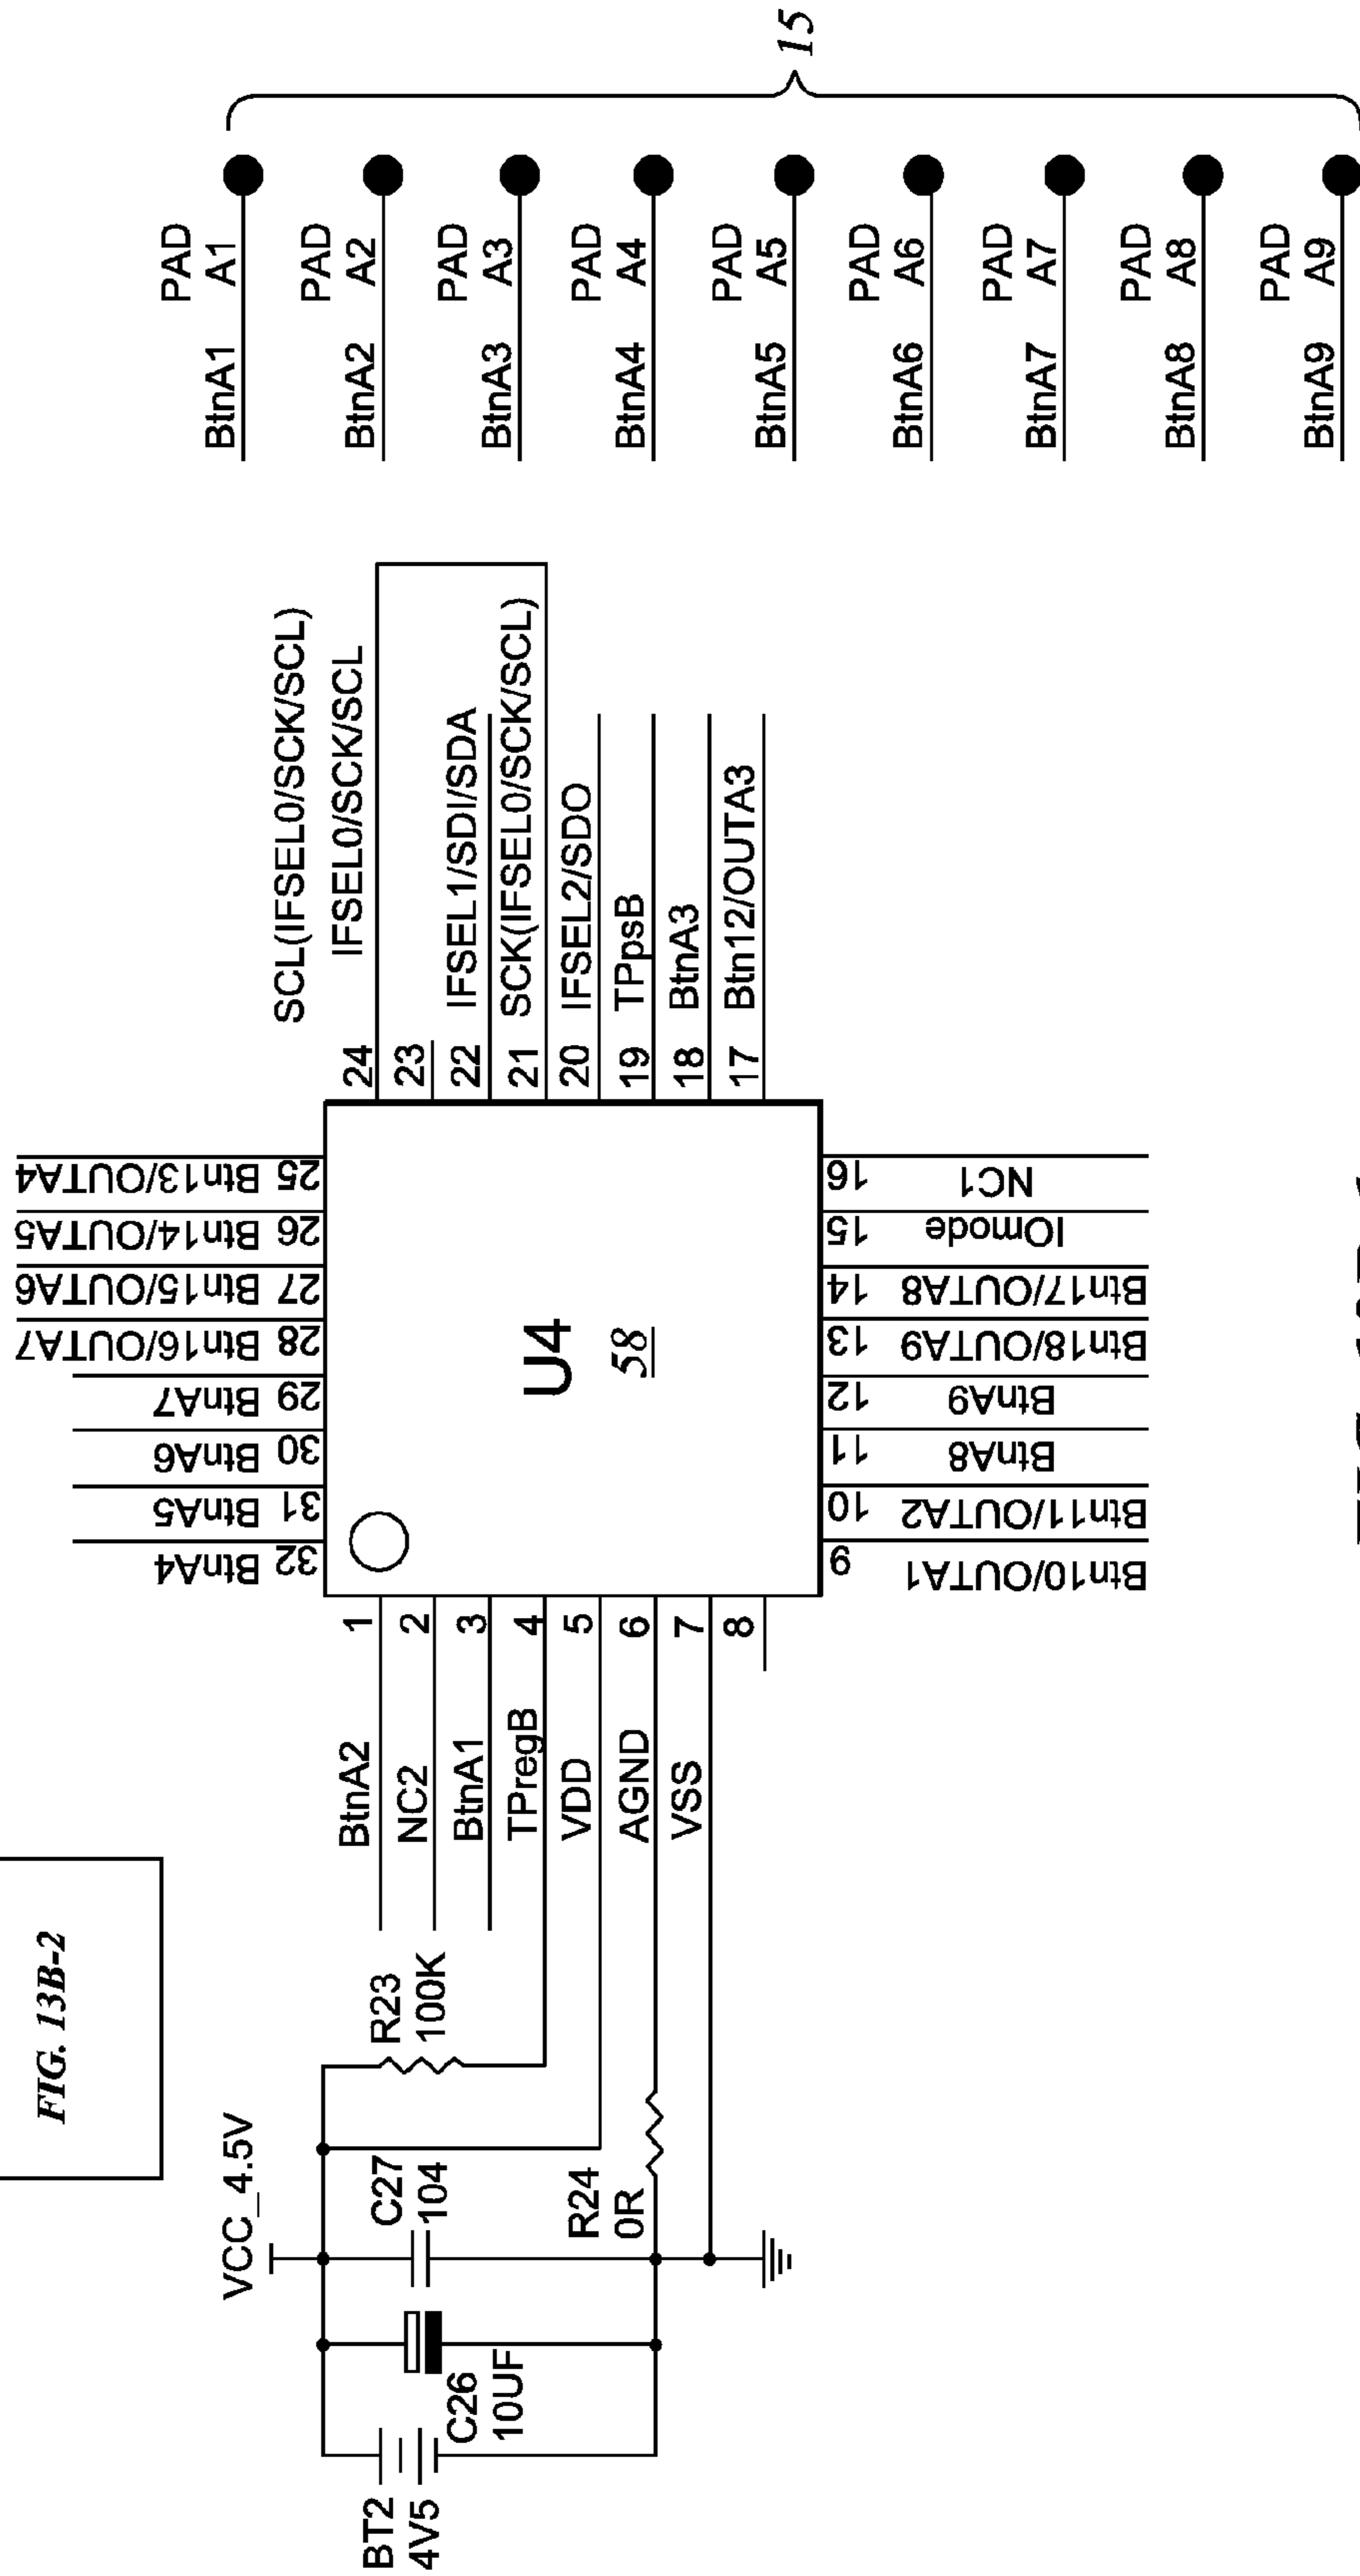 FIG. 13B-2
VCC_4.5V
BT2
4V5
C26
10UF
C27
104
R23
100K
R24
0R
BtnA2 1
NC2 2
BtnA1 3
TPregB 4
VDD 5
AGND 6
VSS 7
8
U4
58
32 BtnA4
31 BtnA5
30 BtnA6
29 BtnA7
28 Btn16/OUTA7
27 Btn15/OUTA6
26 Btn14/OUTA5
25 Btn13/OUTA4
SCL(IFSEL0/SCK/SCL)
24 IFSEL0/SCK/SCL
23
22 IFSEL1/SDI/SDA
21 SCK(IFSEL0/SCK/SCL)
20 IFSEL2/SDO
19 TPpsB
18 BtnA3
17 Btn12/OUTA3
9 Btn10/OUTA1
10 Btn11/OUTA2
11 BtnA8
12 BtnA9
13 Btn18/OUTA9
14 Btn17/OUTA8
15 IOmode
16 NC1
PAD
BtnA1 A1
PAD
BtnA2 A2
PAD
BtnA3 A3
PAD
BtnA4 A4
PAD
BtnA5 A5
PAD
BtnA6 A6
PAD
BtnA7 A7
PAD
BtnA8 A8
PAD
BtnA9 A9
15